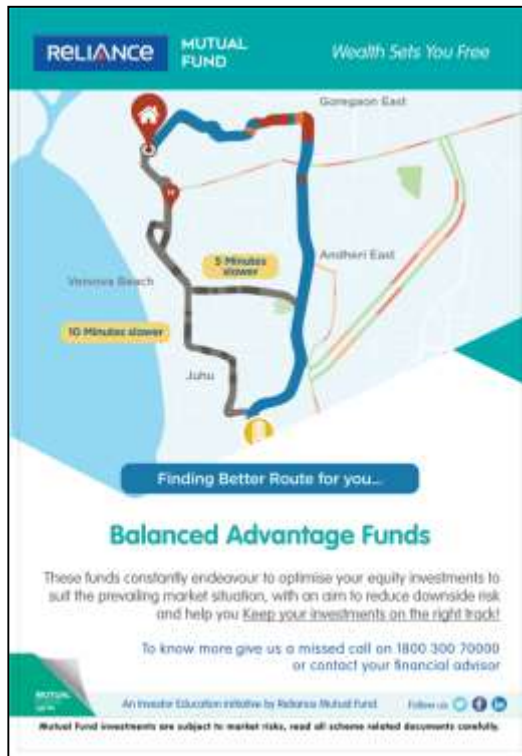 RELIANCE
MUTUAL
FUND
Wealth Sets You Free
Goregaon East
H
5 Minutes
slower
Andheri East
Versova Beach
10 Minutes slower
Juhu
Finding Better Route for you...
Balanced Advantage Funds
These funds constantly endeavour to optimise your equity investments to
suit the prevailing market situation, with an aim to reduce downside risk
and help you Keep your investments on the right track!
To know more give us a missed call on 1800 300 70000
or contact your financial advisor
MUTUAL
An Investor Education Initiative by Reliance Mutual Fund.
Follow us
Mutual Fund investments are subject to market risks, read all scheme related documents carefully.